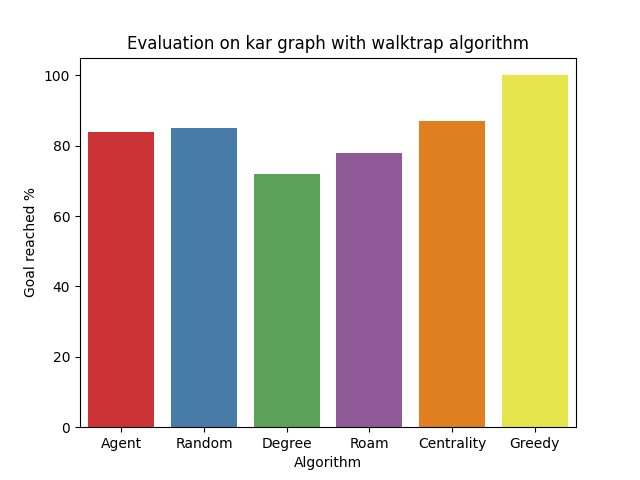 Evaluation on kar graph with walktrap algorithm
Goal reached %
100
80
60
40
20
0
Agent Random Degree Roam Centrality Greedy
Algorithm